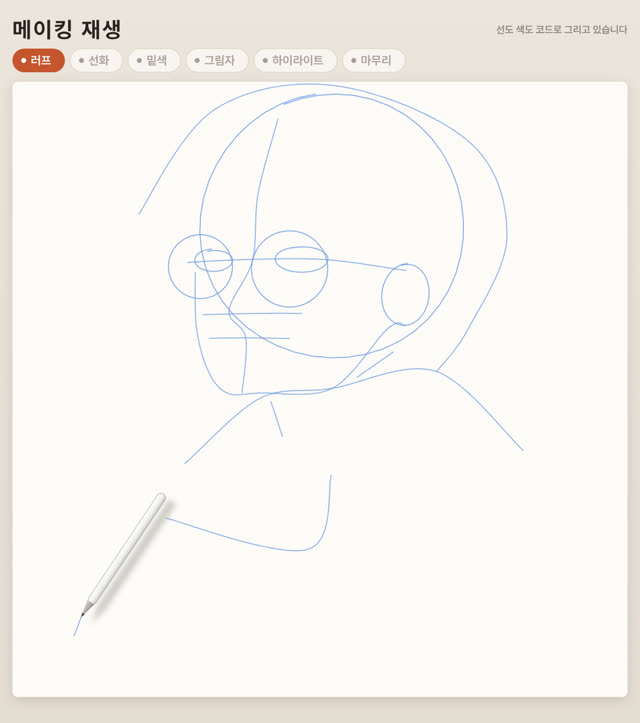 메이킹 재생
선도 색도 코드로 그리고 있습니다
러프
선화
밑색
그림자
하이라이트
마무리